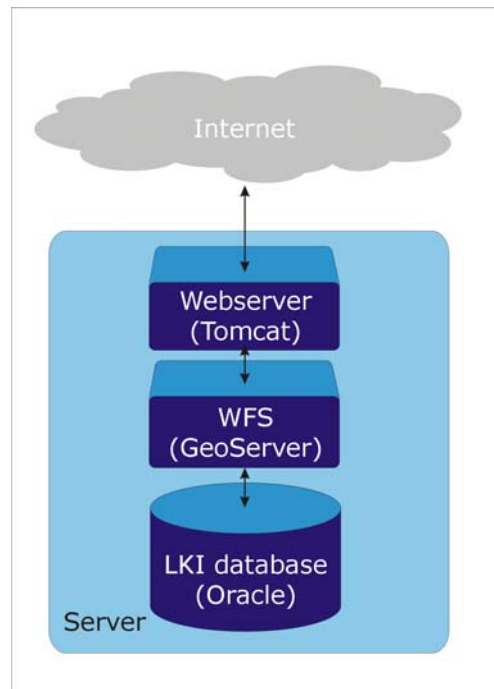 Internet
Webserver
(Tomcat)
WFS
(GeoServer)
LKI database
(Oracle)
Server